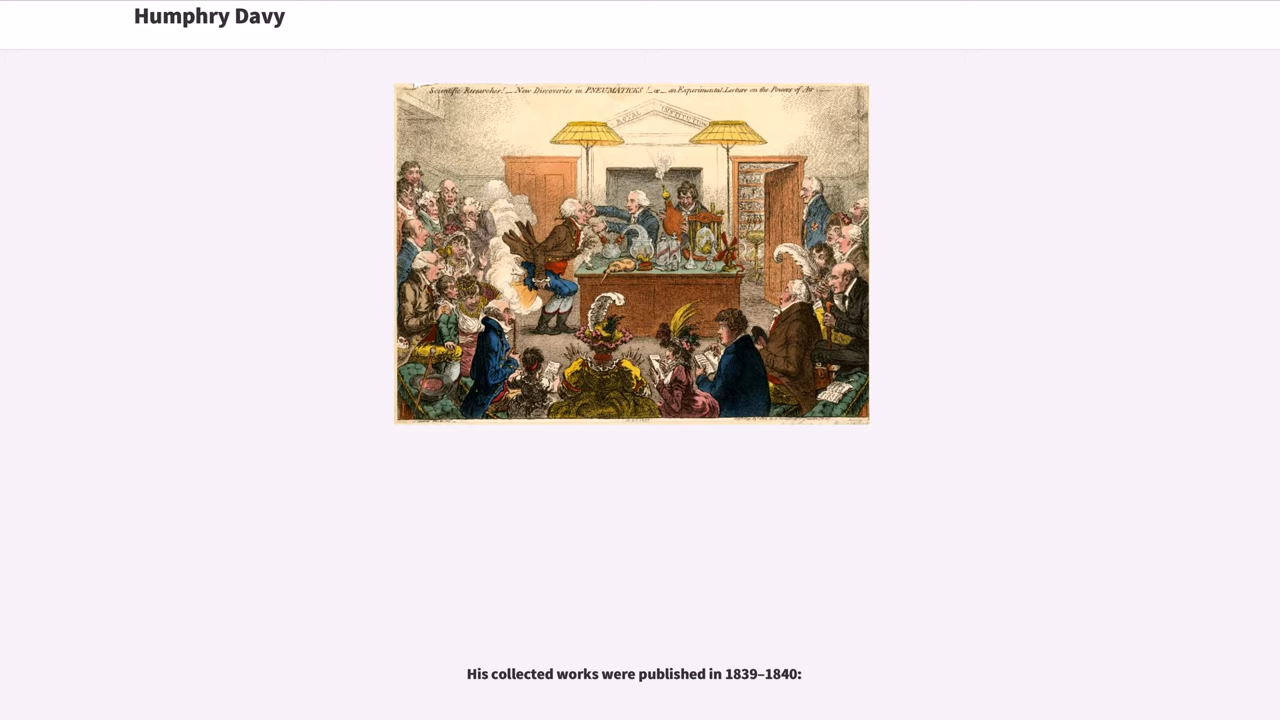 Humphry Davy
Scientific Researches! _ New Discoveries in PNEUMATICKS! _ or _ an Experimental Lecture on the Powers of Air
ROYAL INSTITUTION
His collected works were published in 1839–1840: